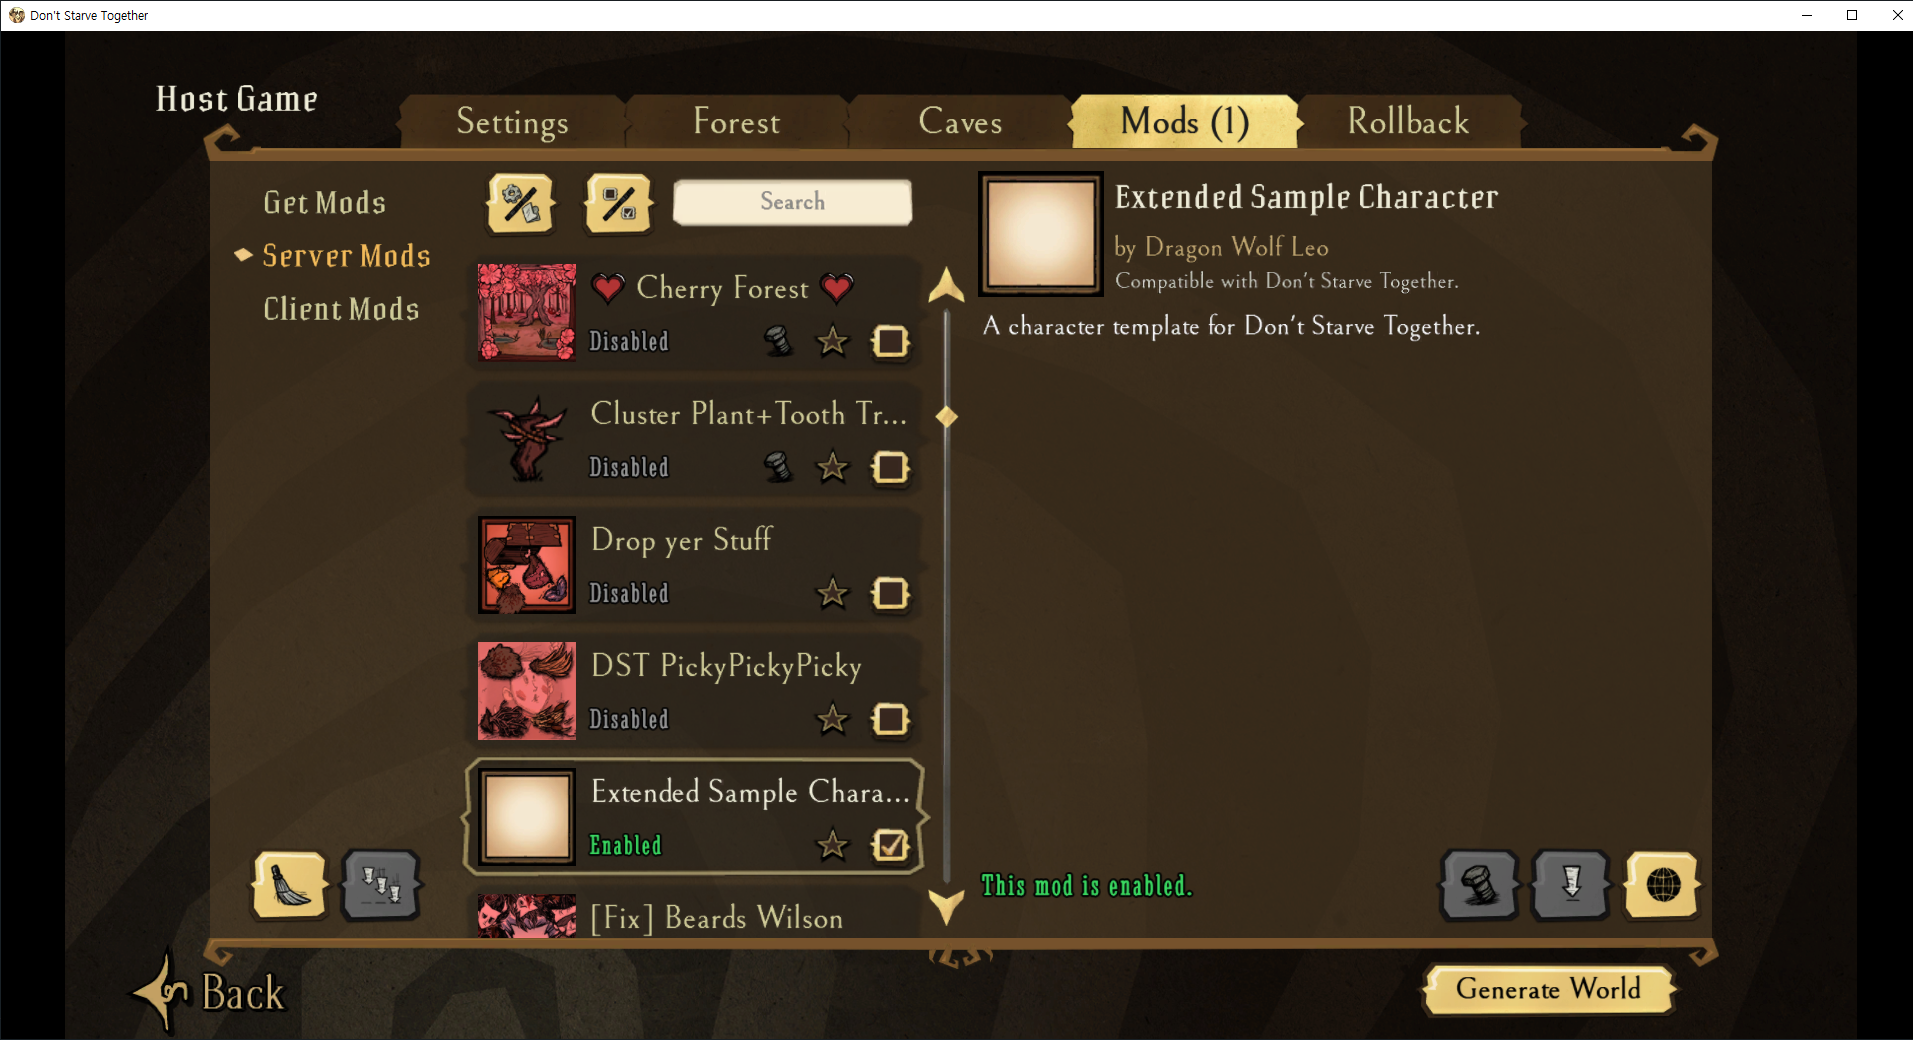 Don't Starve Together
Host Game
Settings
Forest
Caves
Mods (1)
Rollback
Get Mods
Server Mods
Client Mods
Search
Cherry Forest
Disabled
Cluster Plant+Tooth Tr...
Disabled
Drop yer Stuff
Disabled
DST PickyPickyPicky
Disabled
Extended Sample Chara...
Enabled
[Fix] Beards Wilson
Extended Sample Character
by Dragon Wolf Leo
Compatible with Don't Starve Together.
A character template for Don't Starve Together.
This mod is enabled.
Back
Generate World